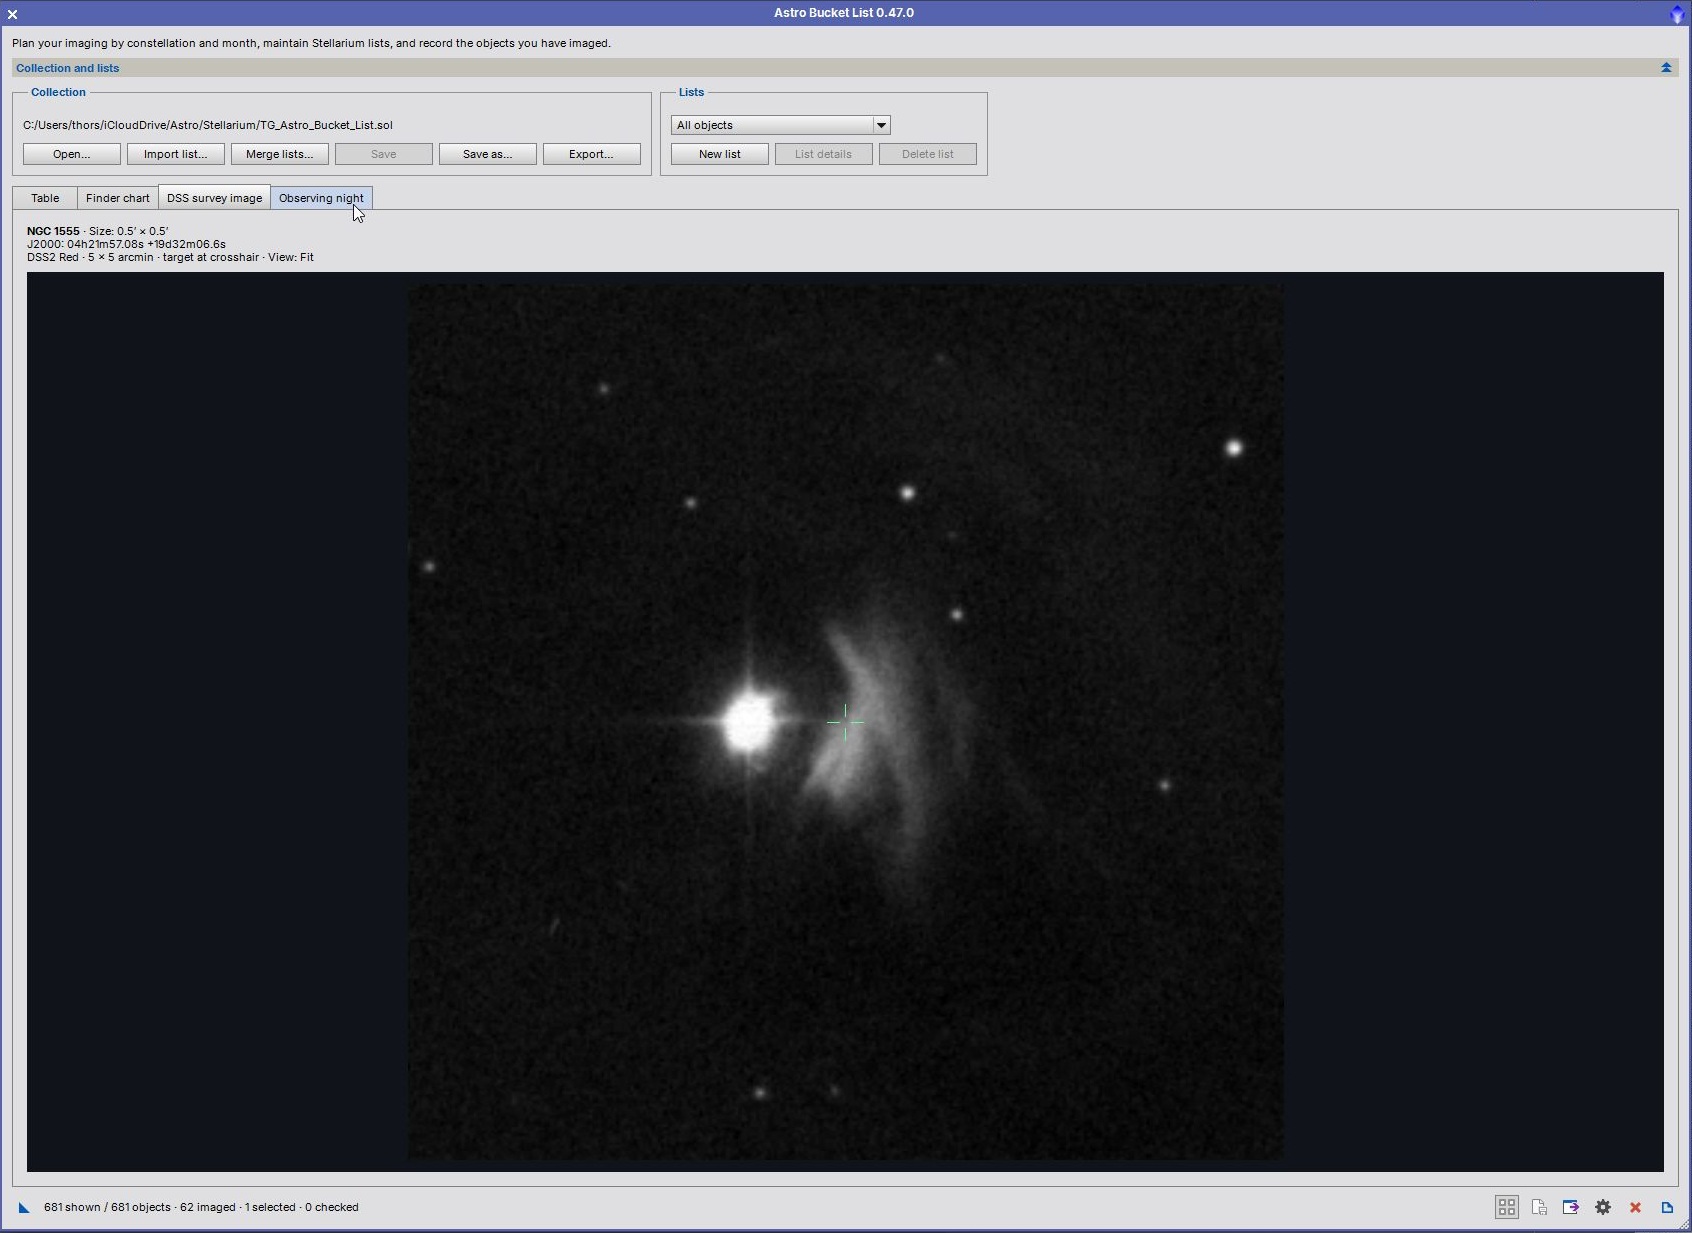 Astro Bucket List 0.47.0
Plan your imaging by constellation and month, maintain Stellarium lists, and record the objects you have imaged.
Collection and lists
Collection
C:/Users/thors/iCloudDrive/Astro/Stellarium/TG_Astro_Bucket_List.sol
Open... Import list... Merge lists... Save Save as... Export...
Lists
All objects
New list List details Delete list
Table Finder chart DSS survey image Observing night
NGC 1555 · Size: 0.5′ × 0.5′
J2000: 04h21m57.08s +19d32m06.6s
DSS2 Red · 5 × 5 arcmin · target at crosshair · View: Fit
681 shown / 681 objects · 62 imaged · 1 selected · 0 checked